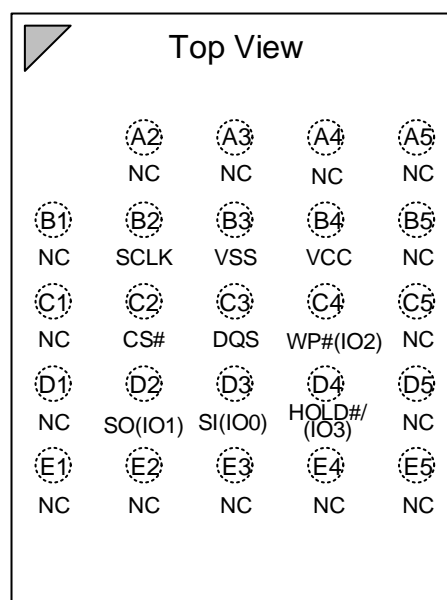 Top View
A2 A3 A4 A5
NC NC NC NC
B1 B2 B3 B4 B5
NC SCLK VSS VCC NC
C1 C2 C3 C4 C5
NC CS# DQS WP#(IO2) NC
D1 D2 D3 D4 D5
NC SO(IO1) SI(IO0) HOLD#/
(IO3) NC
E1 E2 E3 E4 E5
NC NC NC NC NC